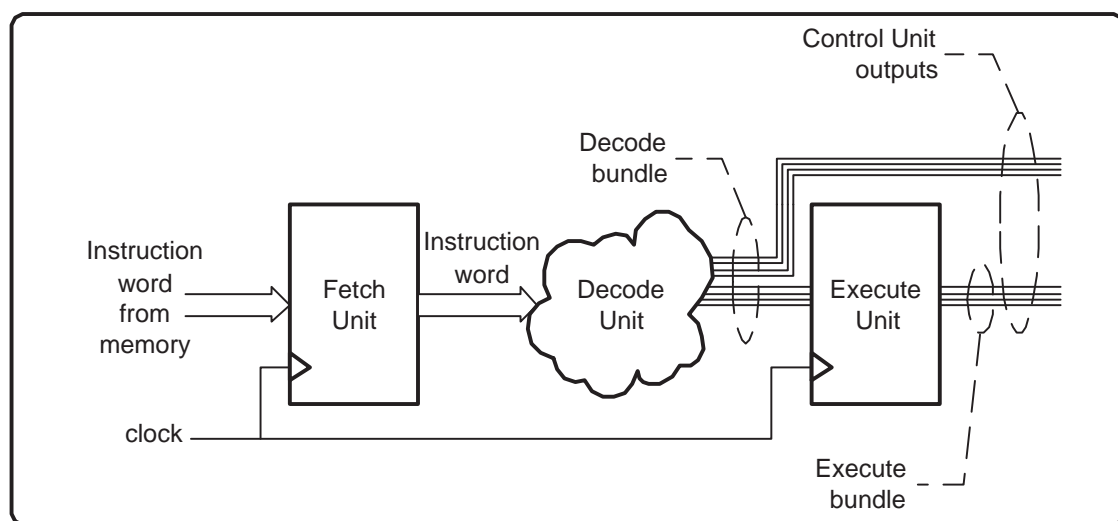 Control Unit
outputs
Decode
bundle
Instruction
word
from
memory
Fetch
Unit
Instruction
word
Decode
Unit
Execute
Unit
clock
Execute
bundle